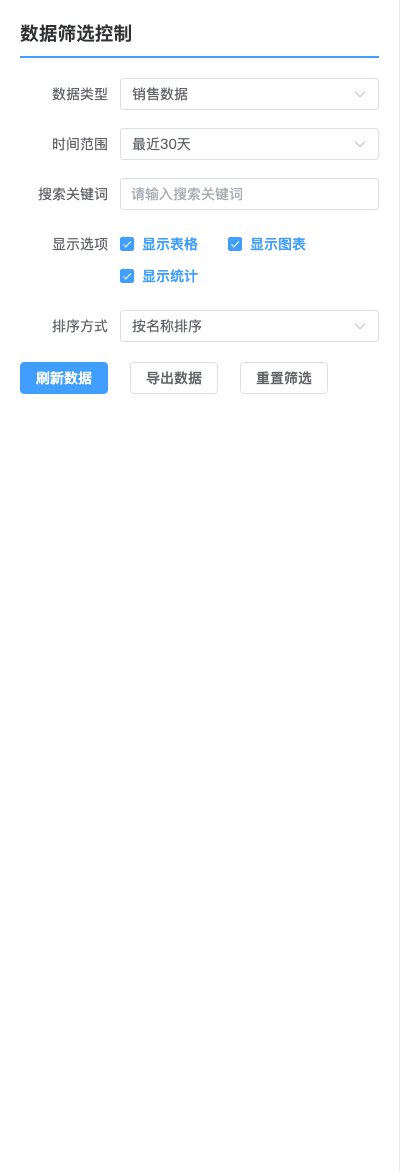 数据筛选控制
数据类型 销售数据
时间范围 最近30天
搜索关键词 请输入搜索关键词
显示选项 显示表格 显示图表
显示统计
排序方式 按名称排序
刷新数据 导出数据 重置筛选